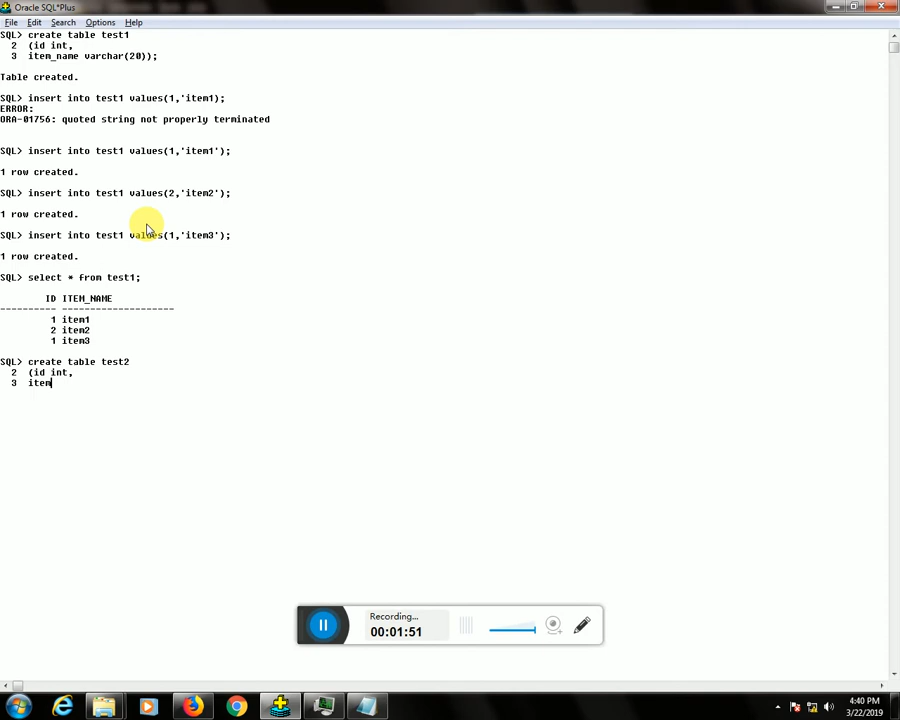 Oracle SQL*Plus
File Edit Search Options Help
SQL> create table test1
2 (id int,
3 item_name varchar(20));
Table created.
SQL> insert into test1 values(1,'item1);
ERROR:
ORA-01756: quoted string not properly terminated
SQL> insert into test1 values(1,'item1');
1 row created.
SQL> insert into test1 values(2,'item2');
1 row created.
SQL> insert into test1 values(1,'item3');
1 row created.
SQL> select * from test1;
ID ITEM_NAME
---------- --------------------
1 item1
2 item2
1 item3
SQL> create table test2
2 (id int,
3 item
Recording...
00:01:51
4:40 PM
3/22/2019